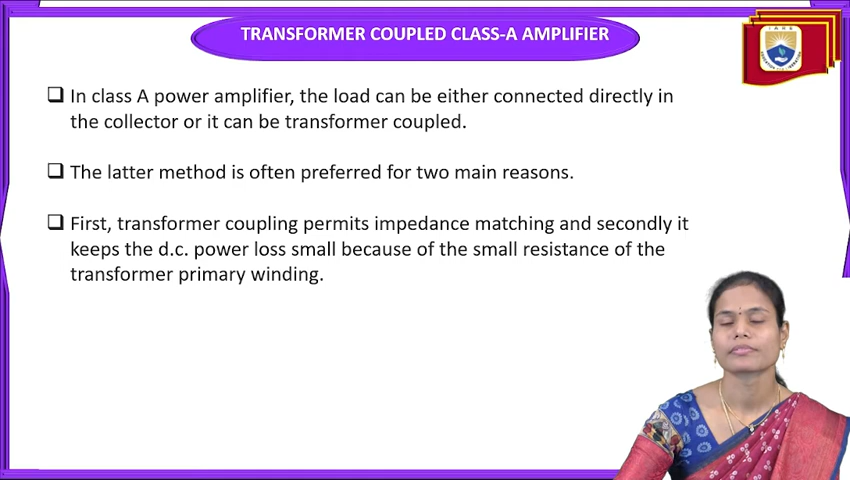 TRANSFORMER COUPLED CLASS-A AMPLIFIER
In class A power amplifier, the load can be either connected directly in
the collector or it can be transformer coupled.
The latter method is often preferred for two main reasons.
First, transformer coupling permits impedance matching and secondly it
keeps the d.c. power loss small because of the small resistance of the
transformer primary winding.